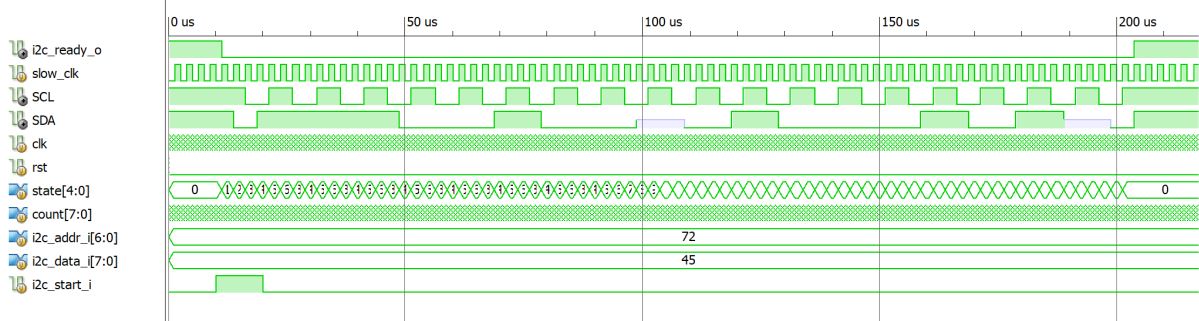 0 us 50 us 100 us 150 us 200 us
i2c_ready_o
slow_clk
SCL
SDA
clk
rst
state[4:0] 0 0
count[7:0]
i2c_addr_i[6:0] 72
i2c_data_i[7:0] 45
i2c_start_i